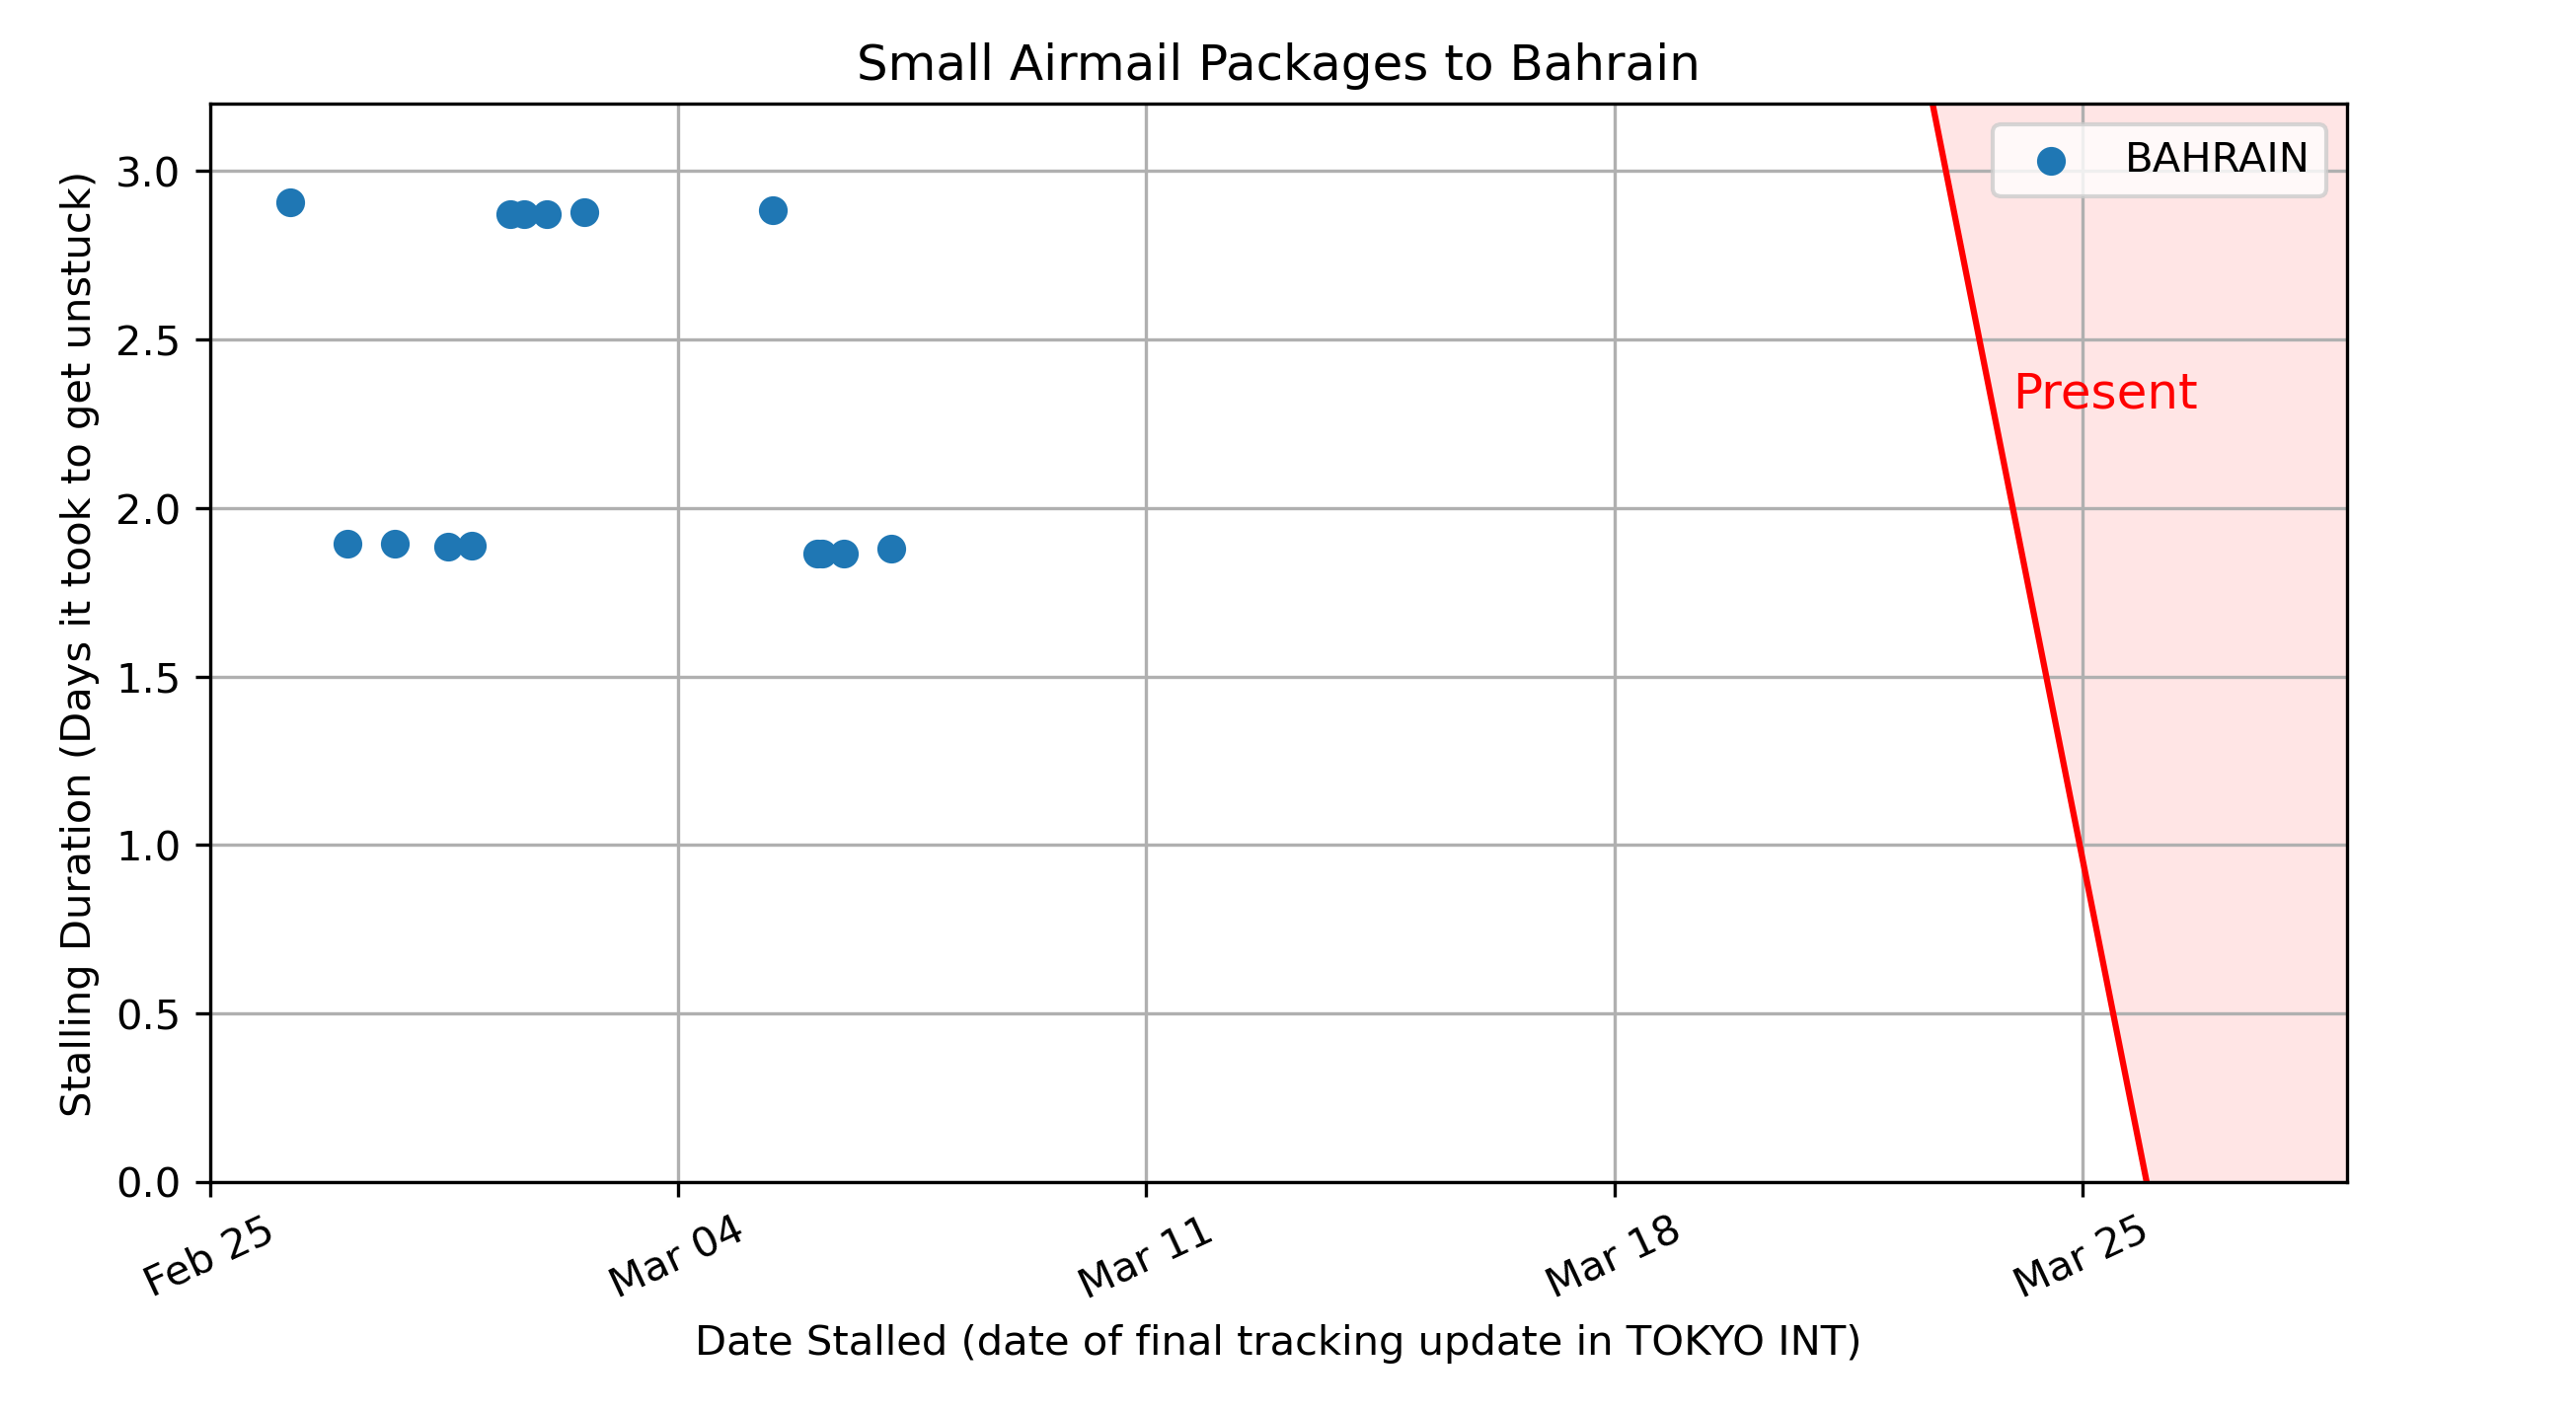 Small Airmail Packages to Bahrain
BAHRAIN
Present
Stalling Duration (Days it took to get unstuck)
3.0
2.5
2.0
1.5
1.0
0.5
0.0
Feb 25
Mar 04
Mar 11
Mar 18
Mar 25
Date Stalled (date of final tracking update in TOKYO INT)